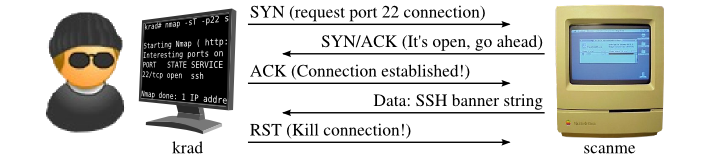 krad# nmap -sT -p22 s
Starting Nmap ( http:
Interesting ports on
PORT STATE SERVICE
22/tcp open ssh
Nmap done: 1 IP addre
krad
SYN (request port 22 connection)
SYN/ACK (It's open, go ahead)
ACK (Connection established!)
Data: SSH banner string
RST (Kill connection!)
scanme